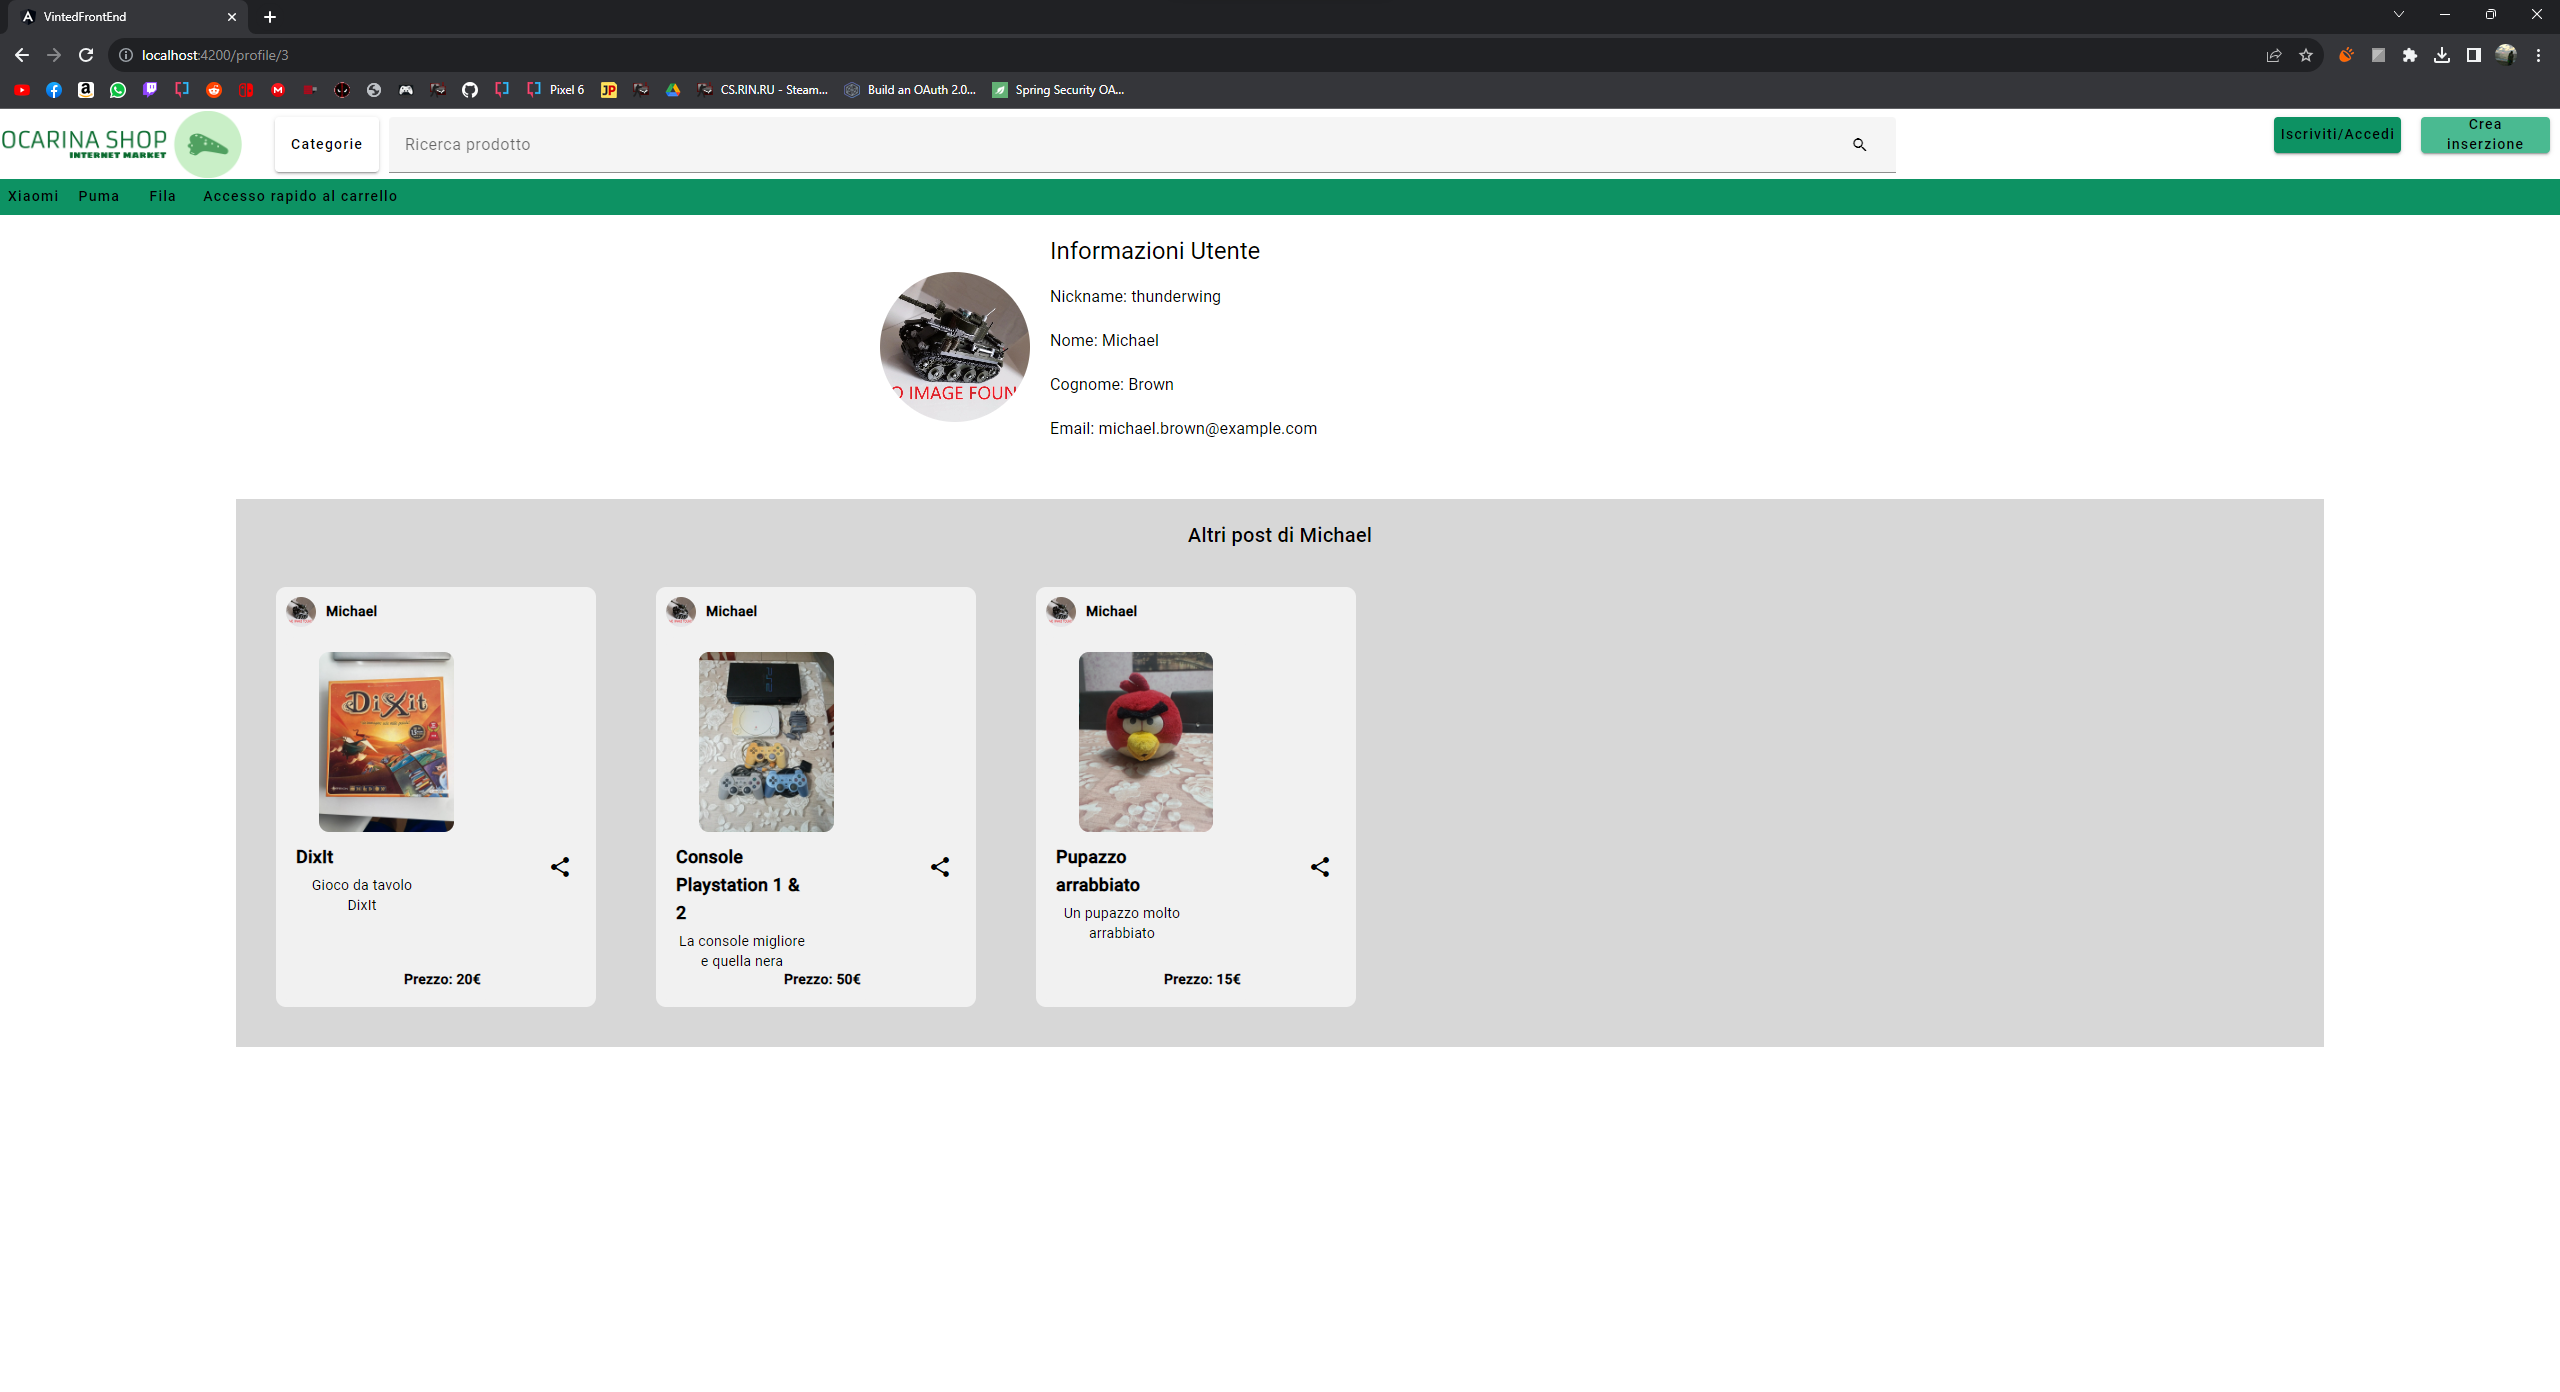 VintedFrontEnd
localhost:4200/profile/3
Pixel 6
JP
CS.RIN.RU - Steam...
Build an OAuth 2.0...
Spring Security OA...
OCARINA SHOP
INTERNET MARKET
Categorie
Ricerca prodotto
Iscriviti/Accedi
Crea
inserzione
Xiaomi
Puma
Fila
Accesso rapido al carrello
Informazioni Utente
Nickname: thunderwing
Nome: Michael
Cognome: Brown
Email: michael.brown@example.com
O IMAGE FOUN
Altri post di Michael
Michael
DiXit
DixIt
Gioco da tavolo
DixIt
Prezzo: 20€
Michael
Console
Playstation 1 &
2
La console migliore
e quella nera
Prezzo: 50€
Michael
Pupazzo
arrabbiato
Un pupazzo molto
arrabbiato
Prezzo: 15€